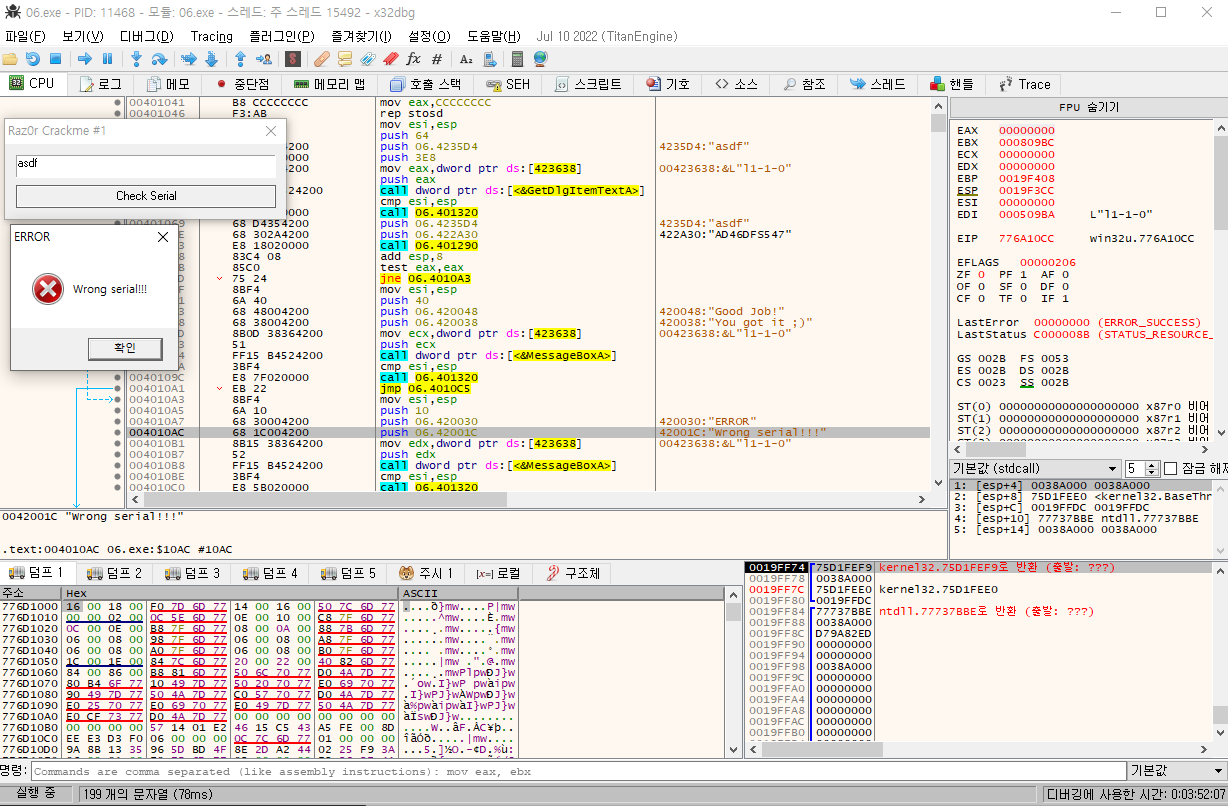 06.exe - PID: 11468 - 모듈: 06.exe - 스레드: 주 스레드 15492 - x32dbg
파일(F) 보기(V) 디버그(D) Tracing 플러그인(P) 즐겨찾기(I) 설정(O) 도움말(H) Jul 10 2022 (TitanEngine)
CPU 로그 메모 중단점 메모리 맵 호출 스택 SEH 스크립트 기호 소스 참조 스레드 핸들 Trace
00401041 B8 CCCCCCCC mov eax,CCCCCCCC
00401046 F3:AB rep stosd
mov esi,esp
push 64
push 06.4235D4 4235D4:"asdf"
push 3E8
mov eax,dword ptr ds:[423638] 00423638:&L"l1-1-0"
push eax
call dword ptr ds:[<&GetDlgItemTextA>]
cmp esi,esp
call 06.401320
00401069 68 D4354200 push 06.4235D4 4235D4:"asdf"
68 302A4200 push 06.422A30 422A30:"AD46DFS547"
E8 18020000 call 06.401290
83C4 08 add esp,8
85C0 test eax,eax
75 24 jne 06.4010A3
8BF4 mov esi,esp
6A 40 push 40
68 48004200 push 06.420048 420048:"Good Job!"
68 38004200 push 06.420038 420038:"You got it ;)"
8B0D 38364200 mov ecx,dword ptr ds:[423638] 00423638:&L"l1-1-0"
51 push ecx
FF15 B4524200 call dword ptr ds:[<&MessageBoxA>]
3BF4 cmp esi,esp
0040109C E8 7F020000 call 06.401320
004010A1 EB 22 jmp 06.4010C5
004010A3 8BF4 mov esi,esp
004010A5 6A 10 push 10
004010A7 68 30004200 push 06.420030 420030:"ERROR"
004010AC 68 1C004200 push 06.42001C 42001C:"Wrong serial!!!"
004010B1 8B15 38364200 mov edx,dword ptr ds:[423638] 00423638:&L"l1-1-0"
004010B7 52 push edx
004010B8 FF15 B4524200 call dword ptr ds:[<&MessageBoxA>]
004010BE 3BF4 cmp esi,esp
004010C0 E8 5B020000 call 06.401320
Raz0r Crackme #1
asdf
Check Serial
ERROR
Wrong serial!!!
확인
FPU 숨기기
EAX 00000000
EBX 000809BC
ECX 00000000
EDX 00000000
EBP 0019F408
ESP 0019F3CC
ESI 00000000
EDI 000509BA L"l1-1-0"
EIP 776A10CC win32u.776A10CC
EFLAGS 00000206
ZF 0 PF 1 AF 0
OF 0 SF 0 DF 0
CF 0 TF 0 IF 1
LastError 00000000 (ERROR_SUCCESS)
LastStatus C000008B (STATUS_RESOURCE_
GS 002B FS 0053
ES 002B DS 002B
CS 0023 SS 002B
ST(0) 00000000000000000000 x87r0 비어
ST(1) 00000000000000000000 x87r1 비어
ST(2) 00000000000000000000 x87r2 비어
기본값 (stdcall) 5 잠금 해제
1: [esp+4] 0038A000 0038A000
2: [esp+8] 75D1FEE0 <kernel32.BaseThr
3: [esp+C] 0019FFDC 0019FFDC
4: [esp+10] 77737BBE ntdll.77737BBE
5: [esp+14] 0038A000 0038A000
0042001C "Wrong serial!!!"
.text:004010AC 06.exe:$10AC #10AC
덤프 1 덤프 2 덤프 3 덤프 4 덤프 5 주시 1 [x=] 로컬 구조체
주소 Hex ASCII
776D1000 16 00 18 00 F0 7D 6D 77 14 00 16 00 50 7C 6D 77
776D1010 00 00 02 00 0C 5E 6D 77 0E 00 10 00 C8 7F 6D 77
776D1020 0C 00 0E 00 B8 7F 6D 77 08 00 0A 00 88 7B 6D 77
776D1030 06 00 08 00 98 7F 6D 77 06 00 08 00 A8 7F 6D 77
776D1040 06 00 08 00 A0 7F 6D 77 06 00 08 00 B0 7F 6D 77
776D1050 1C 00 1E 00 84 7C 6D 77 20 00 22 00 40 82 6D 77
776D1060 84 00 86 00 B8 81 6D 77 50 6C 70 77 D0 4A 7D 77
776D1070 80 B4 6F 77 10 49 7D 77 50 20 70 77 E0 69 70 77
776D1080 90 49 7D 77 50 4A 7D 77 C0 57 70 77 D0 4A 7D 77
776D1090 E0 25 70 77 E0 69 70 77 E0 49 7D 77 50 4A 7D 77
776D10A0 E0 CF 73 77 D0 4A 7D 77 00 00 00 00 00 00 00 00
776D10B0 00 00 00 00 57 14 01 E2 46 15 C5 43 A5 FE 00 8D
776D10C0 EE E3 D3 F0 06 00 00 00 0C 7C 6D 77 01 00 00 00
776D10D0 9A 8B 13 35 96 5D BD 4F 8E 2D A2 44 02 25 F9 3A
0019FF74 75D1FEF9 kernel32.75D1FEF9로 반환 (출발: ???)
0019FF78 0038A000
0019FF7C 75D1FEE0 kernel32.75D1FEE0
0019FF80 0019FFDC
0019FF84 77737BBE ntdll.77737BBE로 반환 (출발: ???)
0019FF88 0038A000
0019FF8C D79A82ED
0019FF90 00000000
0019FF94 00000000
0019FF98 0038A000
0019FF9C 00000000
0019FFA0 00000000
0019FFA4 00000000
0019FFA8 00000000
0019FFAC 00000000
0019FFB0 00000000
명령: Commands are comma separated (like assembly instructions): mov eax, ebx 기본값
실행 중 199 개의 문자열 (78ms) 디버깅에 사용한 시간: 0:03:52:07